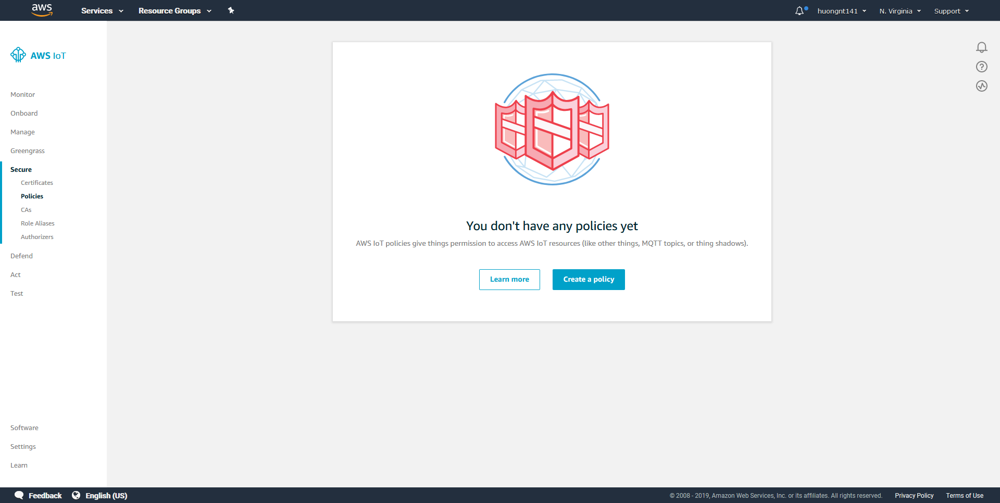 aws Services Resource Groups huongnt141 N. Virginia Support
AWS IoT
Monitor
Onboard
Manage
Greengrass
Secure
Certificates
Policies
CAs
Role Aliases
Authorizers
Defend
Act
Test
Software
Settings
Learn
You don't have any policies yet
AWS IoT policies give things permission to access AWS IoT resources (like other things, MQTT topics, or thing shadows).
Learn more Create a policy
Feedback English (US) © 2008 - 2019, Amazon Web Services, Inc. or its affiliates. All rights reserved. Privacy Policy Terms of Use